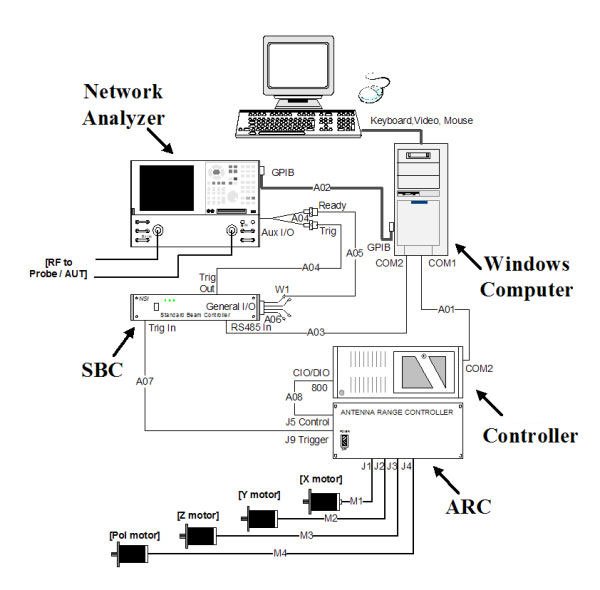 Network
Analyzer
Keyboard,Video, Mouse
GPIB
A02
Ready
A04
Aux I/O
Trig
GPIB
[RF to
Probe / AUT]
A04
A05
COM2
COM1
Windows
Computer
Trig
Out
W1
NSI
General I/O
Standard Beam Controller
A06
A01
Trig In
RS485 In
A03
SBC
CIO/DIO
800
COM2
A07
A08
ANTENNA RANGE CONTROLLER
J5 Control
POWER
J9 Trigger
Controller
J1
J2
J3
J4
[X motor]
M1
ARC
[Y motor]
M2
[Z motor]
M3
[Pol motor]
M4